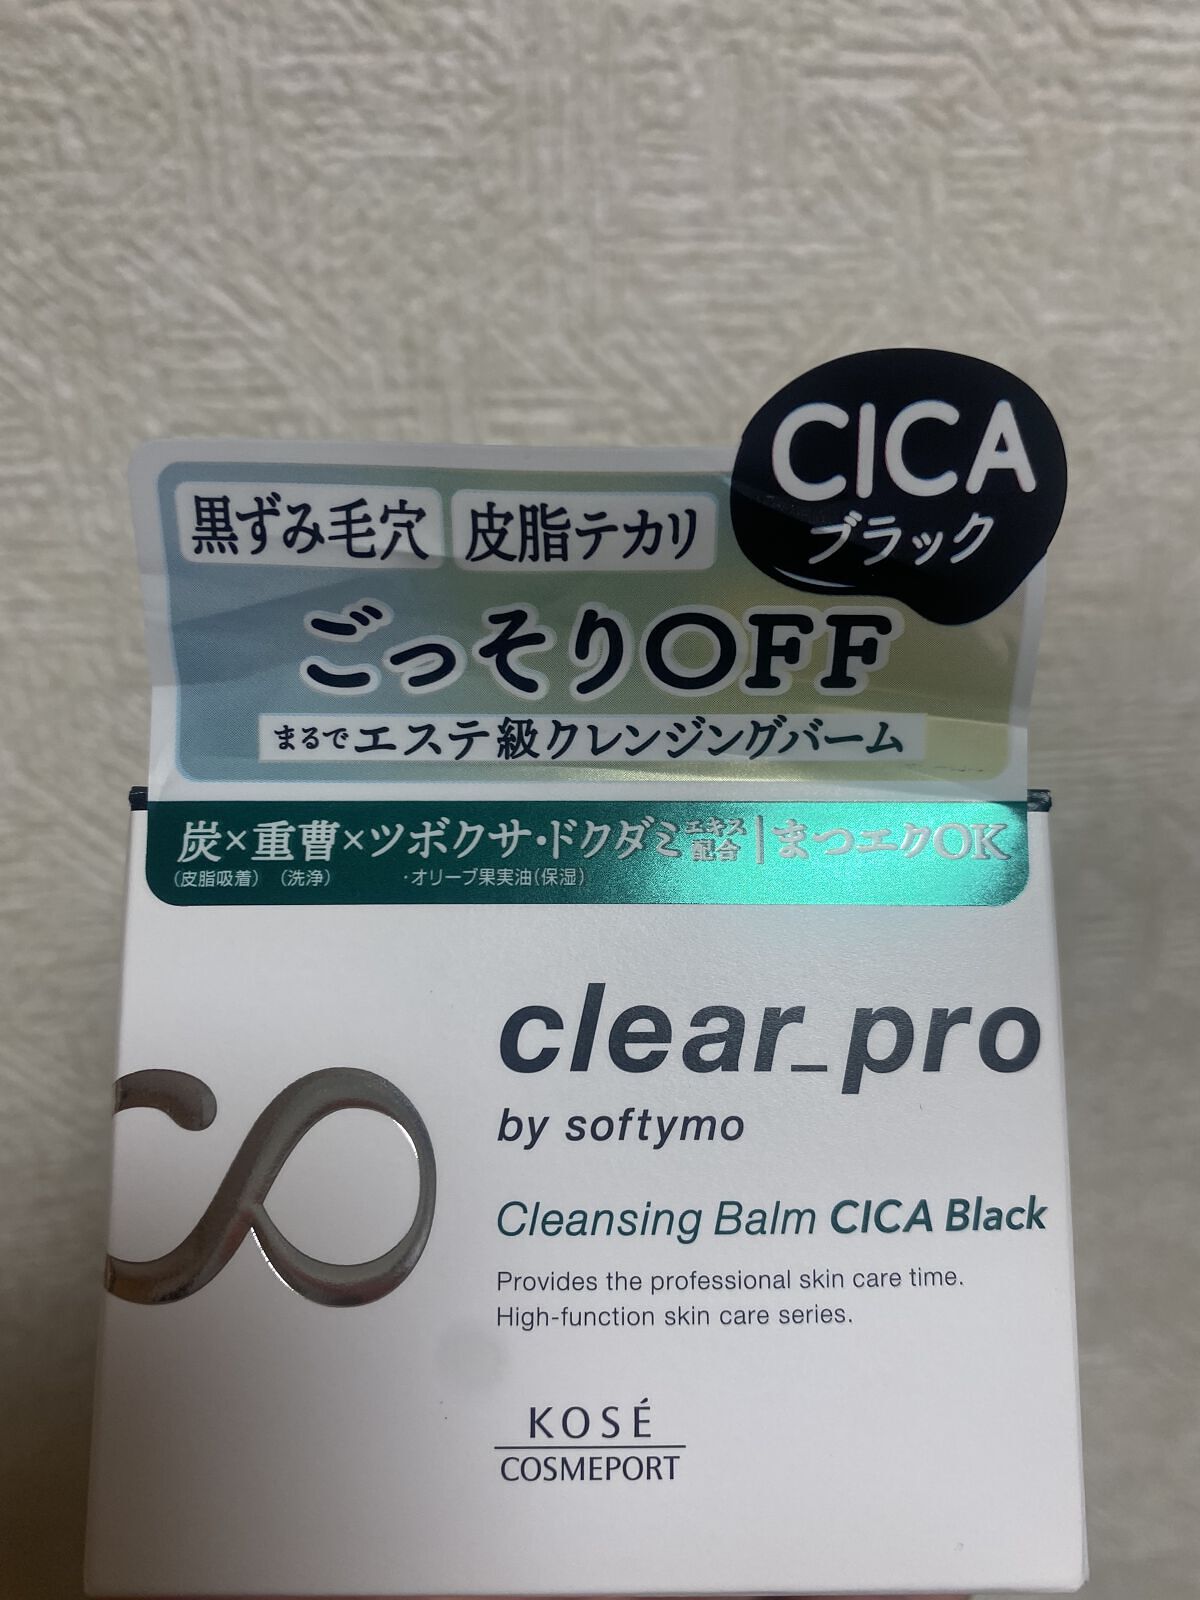 CICA
ブラック
黒ずみ毛穴 皮脂テカリ
ごっそりOFF
まるでエステ級クレンジングバーム
炭×重曹×ツボクサ・ドクダミエキス配合|まつエクOK
(皮脂吸着) (洗浄) ・オリーブ果実油(保湿)
clear_pro
by softymo
Cleansing Balm CICA Black
Provides the professional skin care time.
High-function skin care series.
KOSÉ
COSMEPORT